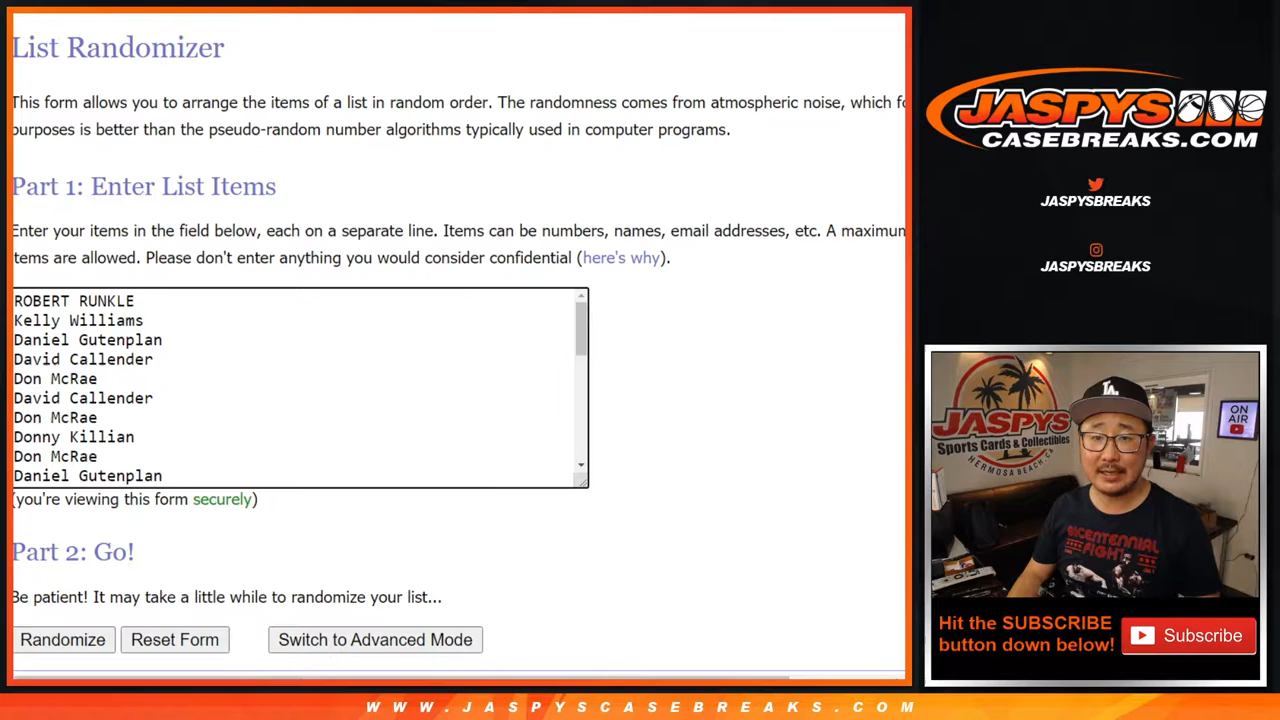 List Randomizer
This form allows you to arrange the items of a list in random order. The randomness comes from atmospheric noise, which fo
purposes is better than the pseudo-random number algorithms typically used in computer programs.
Part 1: Enter List Items
Enter your items in the field below, each on a separate line. Items can be numbers, names, email addresses, etc. A maximum
items are allowed. Please don't enter anything you would consider confidential (here's why).
ROBERT RUNKLE
Kelly Williams
Daniel Gutenplan
David Callender
Don McRae
David Callender
Don McRae
Donny Killian
Don McRae
Daniel Gutenplan
(you're viewing this form securely)
Part 2: Go!
Be patient! It may take a little while to randomize your list...
Randomize
Reset Form
Switch to Advanced Mode
JASPYS
CASEBREAKS.COM
JASPYSBREAKS
JASPYSBREAKS
JASPYS
Sports Cards & Collectibles
HERMOSA BEACH, CA
LA
ON
AIR
BICENTENNIAL
FIGHT
Hit the SUBSCRIBE
button down below!
Subscribe
WWW.JASPYSCASEBREAKS.COM